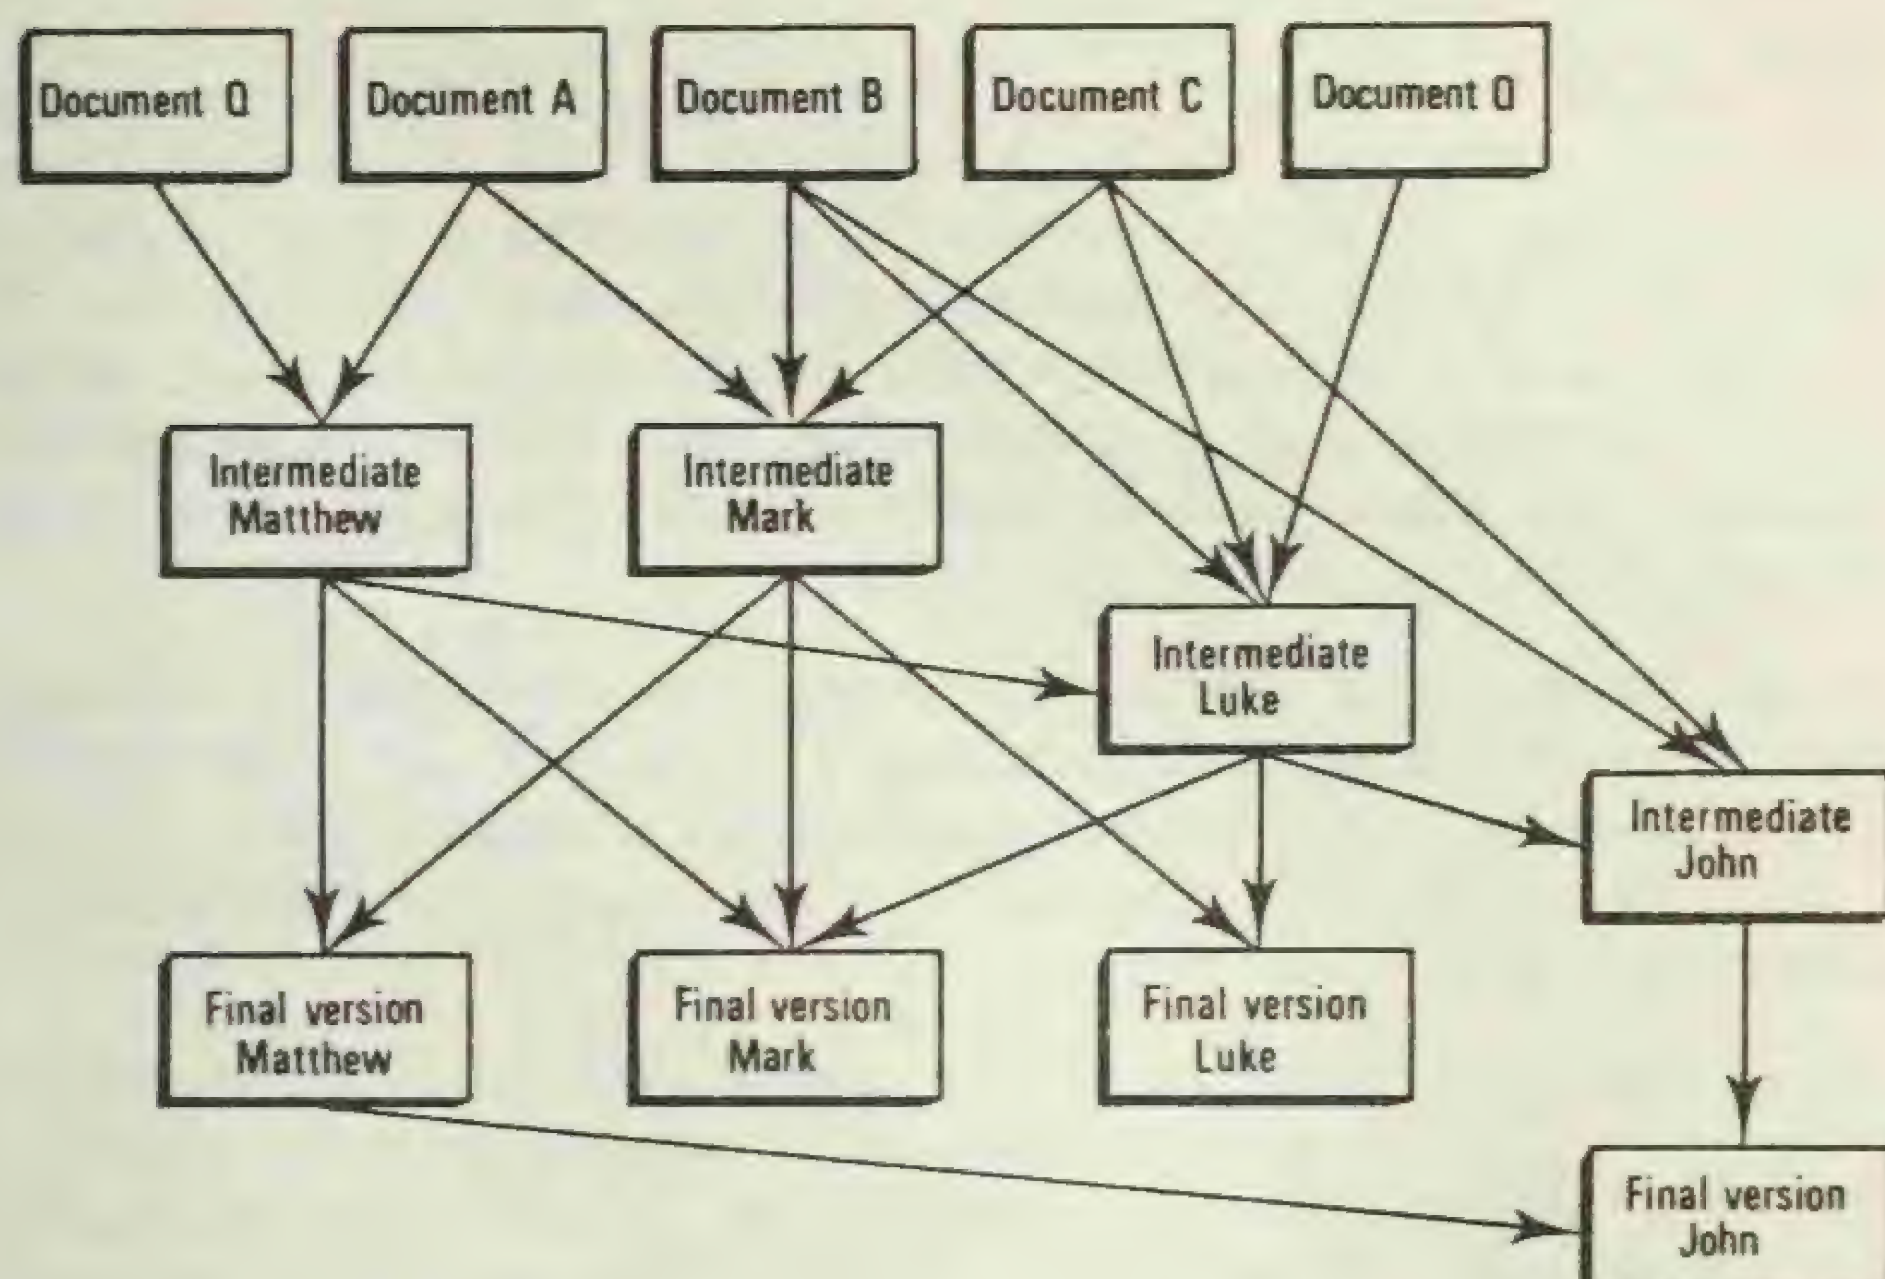 Document Q
Document A
Document B
Document C
Document Q
Intermediate
Matthew
Intermediate
Mark
Intermediate
Luke
Intermediate
John
Final version
Matthew
Final version
Mark
Final version
Luke
Final version
John